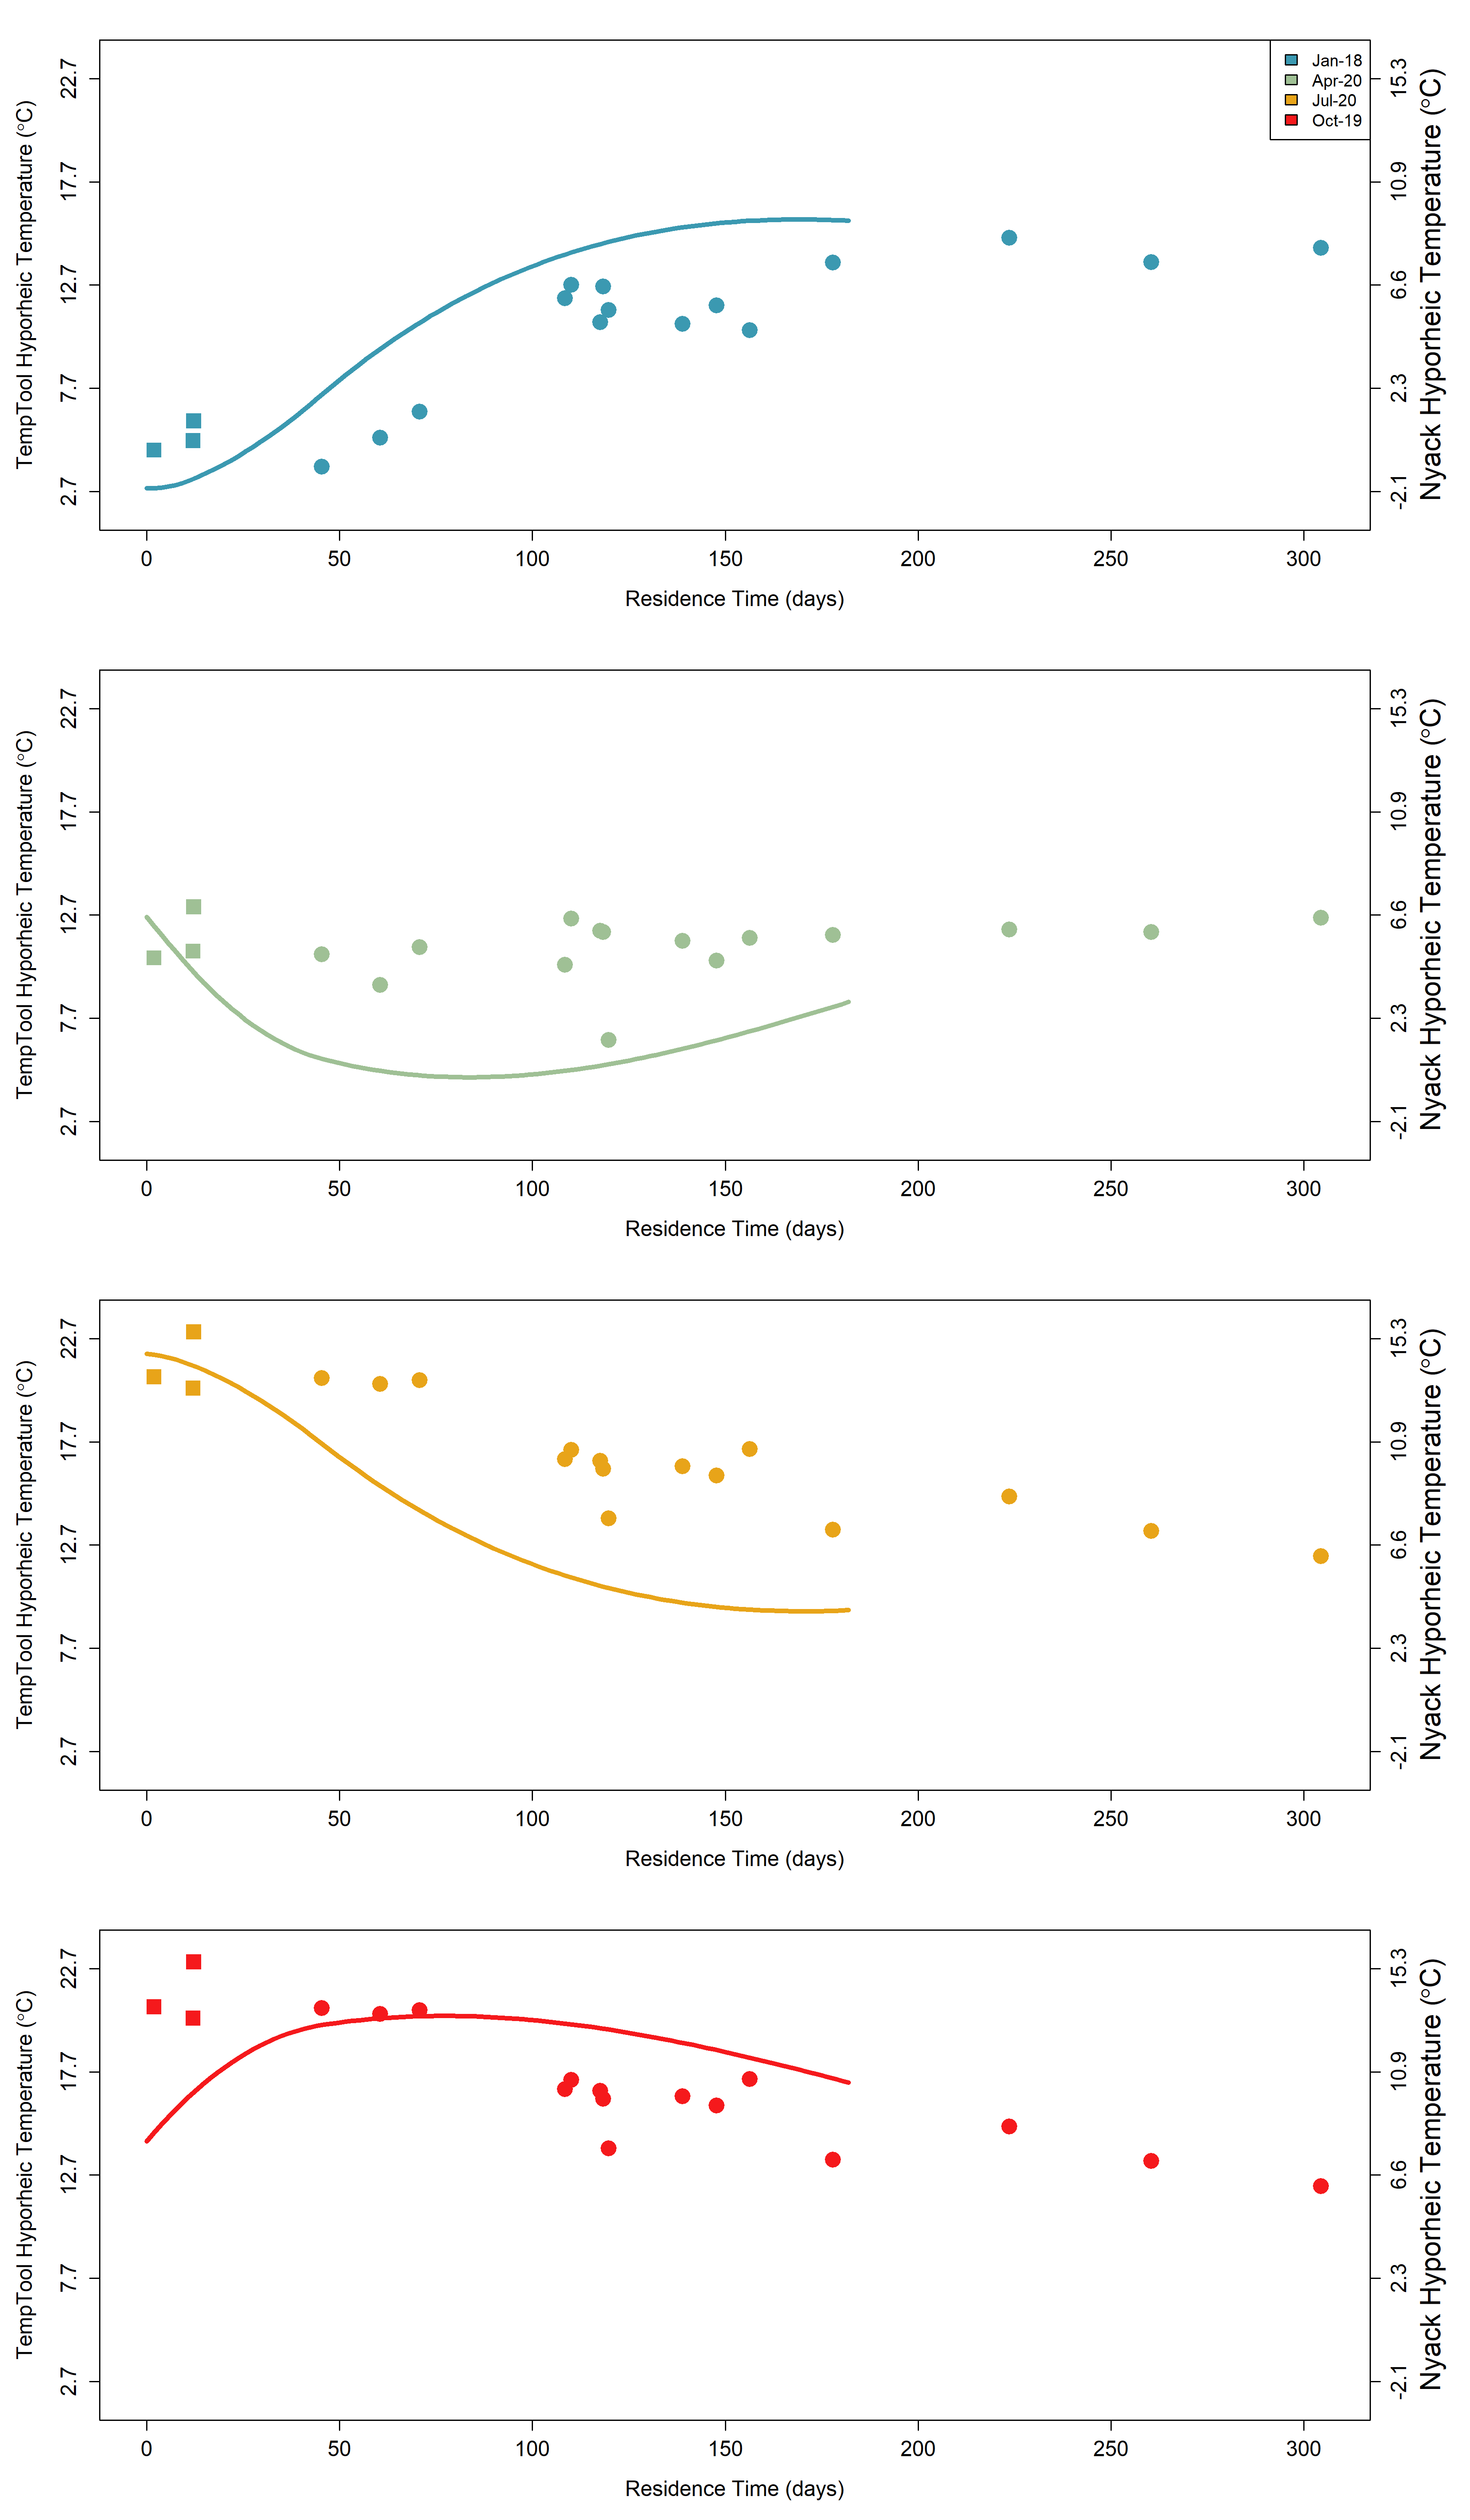 Jan-18
Apr-20
Jul-20
Oct-19
TempTool Hyporheic Temperature (°C)
22.7
17.7
12.7
7.7
2.7
15.3
10.9
6.6
2.3
-2.1
Nyack Hyporheic Temperature (°C)
0 50 100 150 200 250 300
Residence Time (days)
TempTool Hyporheic Temperature (°C)
22.7
17.7
12.7
7.7
2.7
15.3
10.9
6.6
2.3
-2.1
Nyack Hyporheic Temperature (°C)
0 50 100 150 200 250 300
Residence Time (days)
TempTool Hyporheic Temperature (°C)
22.7
17.7
12.7
7.7
2.7
15.3
10.9
6.6
2.3
-2.1
Nyack Hyporheic Temperature (°C)
0 50 100 150 200 250 300
Residence Time (days)
TempTool Hyporheic Temperature (°C)
22.7
17.7
12.7
7.7
2.7
15.3
10.9
6.6
2.3
-2.1
Nyack Hyporheic Temperature (°C)
0 50 100 150 200 250 300
Residence Time (days)